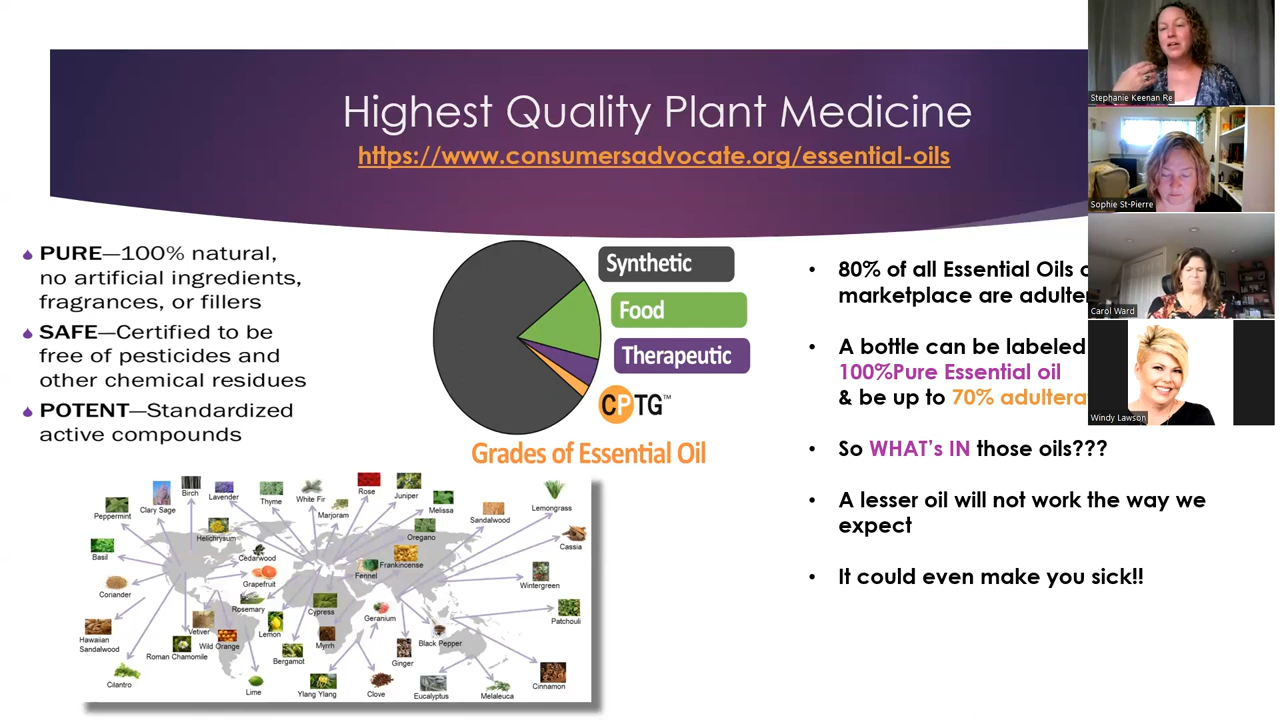 Highest Quality Plant Medicine
https://www.consumersadvocate.org/essential-oils
PURE—100% natural,
no artificial ingredients,
fragrances, or fillers
SAFE—Certified to be
free of pesticides and
other chemical residues
POTENT—Standardized
active compounds
Synthetic
Food
Therapeutic
CPTG™
Grades of Essential Oil
• 80% of all Essential Oils
marketplace are
• A bottle can be labeled
100%Pure Essential oil
& be up to 70%
• So WHAT's IN those oils???
• A lesser oil will not work the way we
expect
• It could even make you sick!!
Peppermint
Clary Sage
Birch
Lavender
Thyme
White Fir
Marjoram
Rose
Juniper
Melissa
Sandalwood
Lemongrass
Basil
Helichrysum
Cedarwood
Oregano
Frankincense
Fennel
Cassia
Coriander
Grapefruit
Wintergreen
Rosemary
Cypress
Geranium
Patchouli
Hawaiian
Sandalwood
Vetiver
Wild Orange
Lemon
Myrrh
Black Pepper
Roman Chamomile
Bergamot
Ginger
Cilantro
Lime
Ylang Ylang
Clove
Eucalyptus
Melaleuca
Cinnamon
Stephanie Keenan Re
Sophie St-Pierre
Carol Ward
Windy Lawson